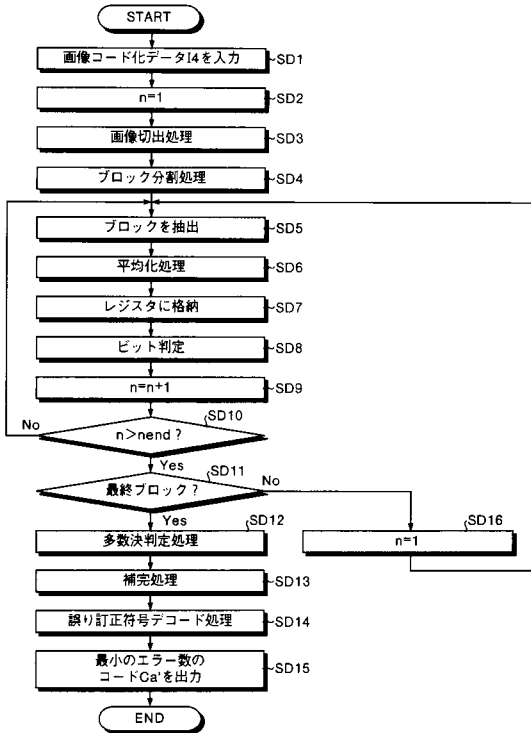 START
画像コード化データI4を入力
SD1
n=1
SD2
画像切出処理
SD3
ブロック分割処理
SD4
ブロックを抽出
SD5
平均化処理
SD6
レジスタに格納
SD7
ビット判定
SD8
n=n+1
SD9
SD10
No
n>nend ?
Yes
SD11
No
最終ブロック?
Yes
SD12
多数決判定処理
SD16
n=1
補完処理
SD13
誤り訂正符号デコード処理
SD14
最小のエラー数の
コードCa'を出力
SD15
END